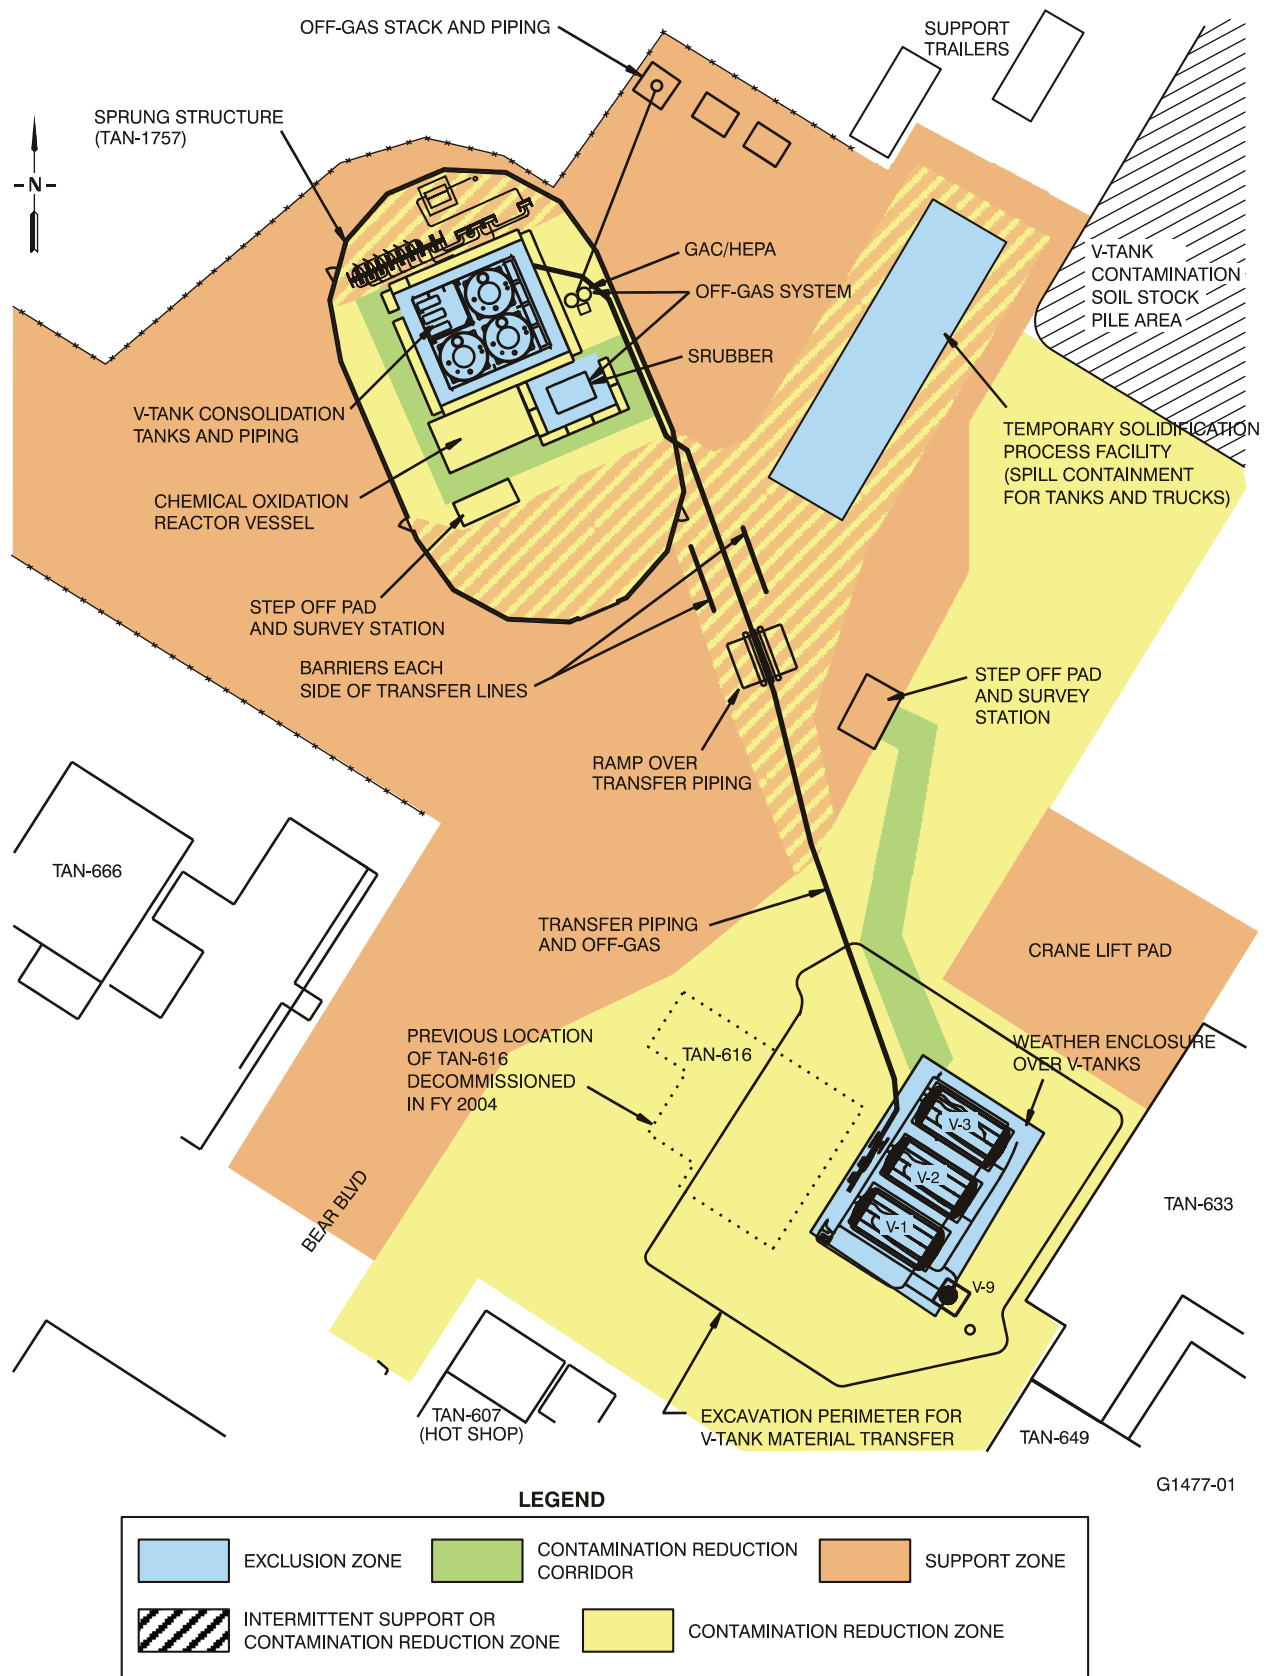 OFF-GAS STACK AND PIPING
SUPPORT
TRAILERS
SPRUNG STRUCTURE
(TAN-1757)
N
GAC/HEPA
OFF-GAS SYSTEM
V-TANK
CONTAMINATION
SOIL STOCK
PILE AREA
SRUBBER
V-TANK CONSOLIDATION
TANKS AND PIPING
TEMPORARY SOLIDIFICATION
PROCESS FACILITY
(SPILL CONTAINMENT
FOR TANKS AND TRUCKS)
CHEMICAL OXIDATION
REACTOR VESSEL
STEP OFF PAD
AND SURVEY STATION
BARRIERS EACH
SIDE OF TRANSFER LINES
STEP OFF PAD
AND SURVEY
STATION
RAMP OVER
TRANSFER PIPING
TAN-666
TRANSFER PIPING
AND OFF-GAS
CRANE LIFT PAD
PREVIOUS LOCATION
OF TAN-616
DECOMMISSIONED
IN FY 2004
TAN-616
WEATHER ENCLOSURE
OVER V-TANKS
V-3
V-2
V-1
V-9
TAN-633
BEAR BLVD
TAN-607
(HOT SHOP)
EXCAVATION PERIMETER FOR
V-TANK MATERIAL TRANSFER
TAN-649
G1477-01
LEGEND
EXCLUSION ZONE
CONTAMINATION REDUCTION
CORRIDOR
SUPPORT ZONE
INTERMITTENT SUPPORT OR
CONTAMINATION REDUCTION ZONE
CONTAMINATION REDUCTION ZONE